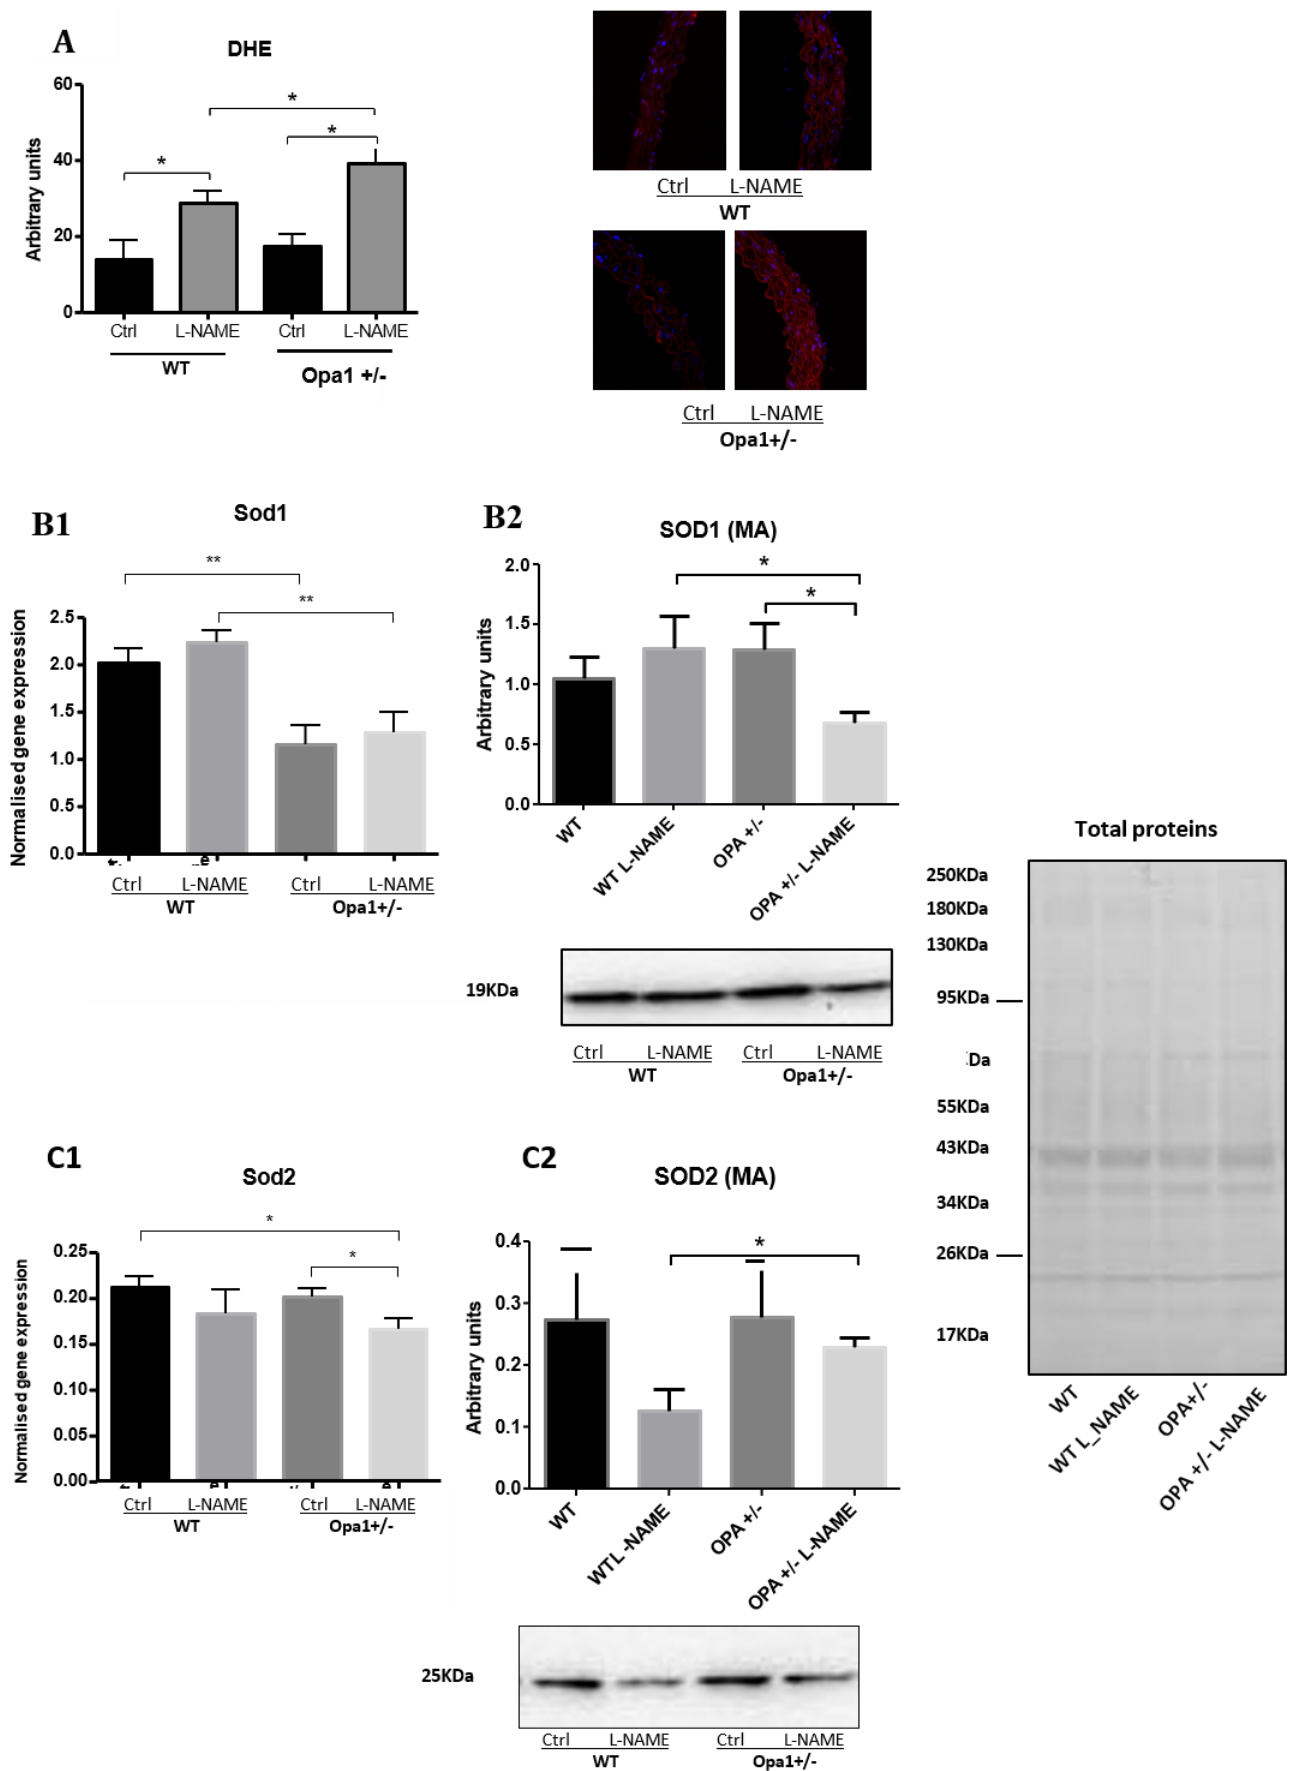 A
DHE
60
40
20
0
Arbitrary units
*
*
*
Ctrl L-NAME Ctrl L-NAME
WT Opa1 +/-
Ctrl L-NAME
WT
Ctrl L-NAME
Opa1+/-
B1
Sod1
**
**
2.5
2.0
1.5
1.0
0.5
0.0
Normalised gene expression
e
Ctrl L-NAME Ctrl L-NAME
WT Opa1+/-
B2
SOD1 (MA)
*
*
2.0
1.5
1.0
0.5
0.0
Arbitrary units
WT
WT L-NAME
OPA +/-
OPA +/- L-NAME
19KDa
Ctrl L-NAME Ctrl L-NAME
WT Opa1+/-
Total proteins
250KDa
180KDa
130KDa
95KDa
Da
55KDa
43KDa
34KDa
26KDa
17KDa
WT
WT L_NAME
OPA+/-
OPA +/- L-NAME
C1
Sod2
*
*
0.25
0.20
0.15
0.10
0.05
0.00
Normalised gene expression
e e
Ctrl L-NAME Ctrl L-NAME
WT Opa1+/-
C2
SOD2 (MA)
*
0.4
0.3
0.2
0.1
0.0
Arbitrary units
WT
WTL -NAME
OPA +/-
OPA +/- L-NAME
25KDa
Ctrl L-NAME Ctrl L-NAME
WT Opa1+/-